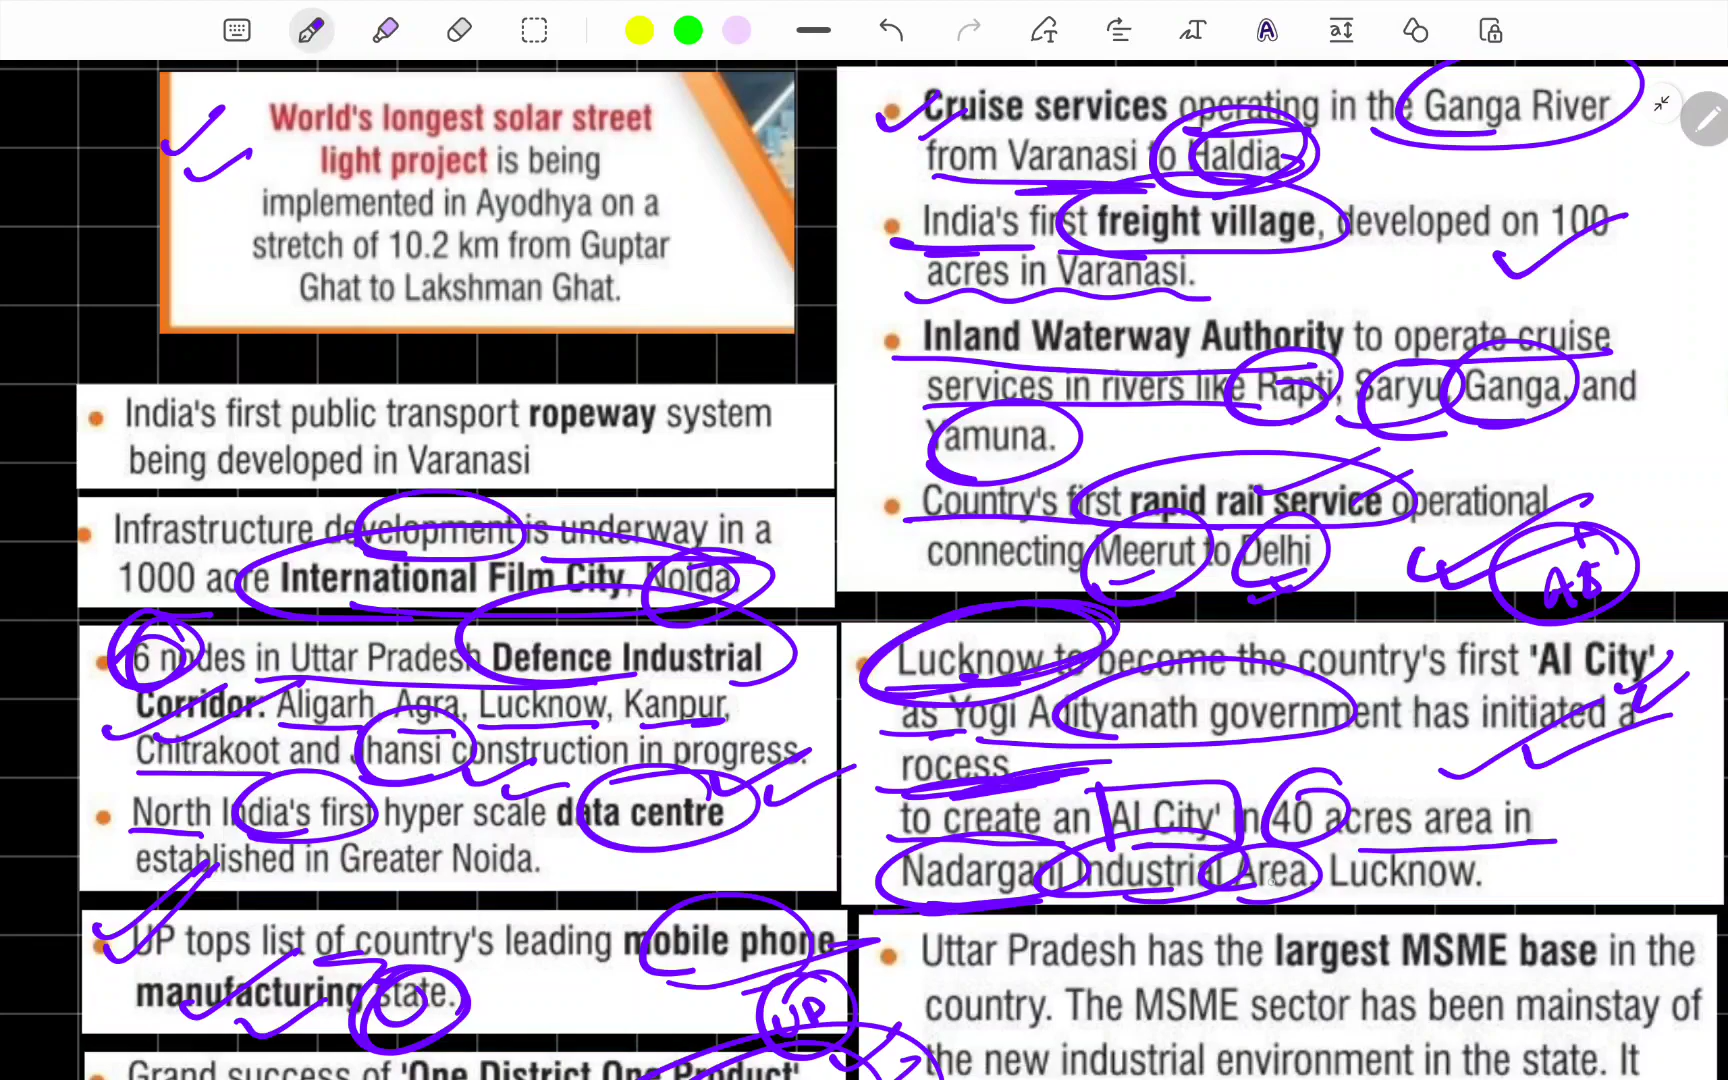 World's longest solar street
light project is being
implemented in Ayodhya on a
stretch of 10.2 km from Guptar
Ghat to Lakshman Ghat.
India's first public transport ropeway system
being developed in Varanasi
Infrastructure development is underway in a
1000 acre International Film City, Noida.
6 nodes in Uttar Pradesh Defence Industrial
Corridor: Aligarh, Agra, Lucknow, Kanpur,
Chitrakoot and Jhansi construction in progress.
North India's first hyper scale data centre
established in Greater Noida.
UP tops list of country's leading mobile phone
manufacturing state.
UP
Grand success of 'One District One Product'
Cruise services operating in the Ganga River
from Varanasi to Haldia
India's first freight village, developed on 100
acres in Varanasi.
Inland Waterway Authority to operate cruise
services in rivers like Rapti, Saryu, Ganga, and
Yamuna.
Country's first rapid rail service operational
connecting Meerut to Delhi
Lucknow to become the country's first 'AI City'
as Yogi Adityanath government has initiated a
rocess
to create an 'AI City' in 40 acres area in
Nadarganj Industrial Area, Lucknow.
Uttar Pradesh has the largest MSME base in the
country. The MSME sector has been mainstay of
the new industrial environment in the state. It